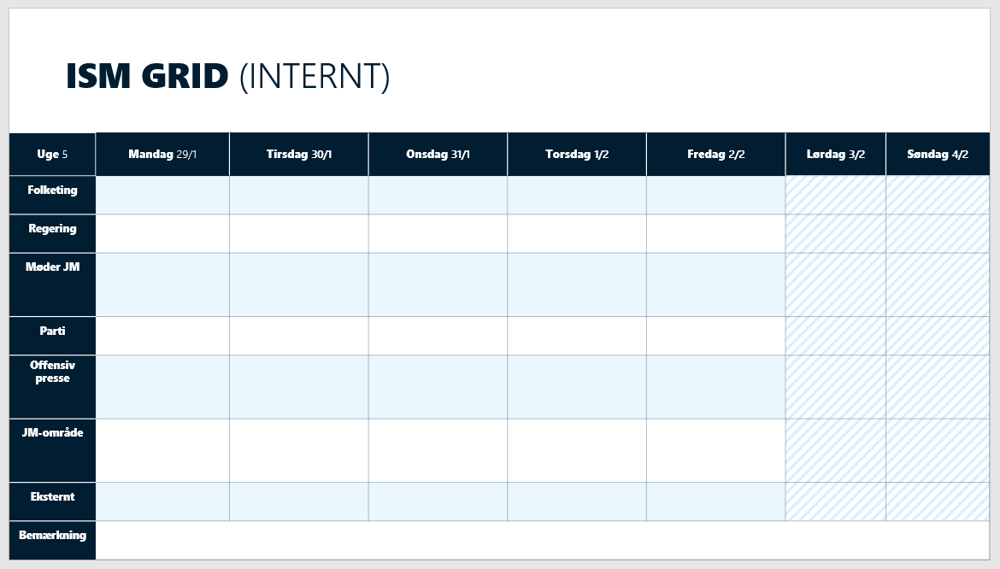 ISM GRID (INTERNT)
Uge 5 Mandag 29/1 Tirsdag 30/1 Onsdag 31/1 Torsdag 1/2 Fredag 2/2 Lørdag 3/2 Søndag 4/2
Folketing
Regering
Møder JM
Parti
Offensiv
presse
JM-område
Eksternt
Bemærkning